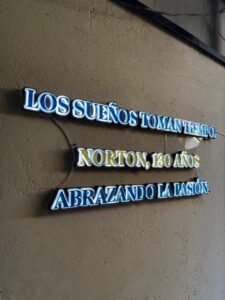 LOS SUEÑOS TOMAN TIEMPO.
NORTON, 130 AÑOS
ABRAZANDO LA PASIÓN.